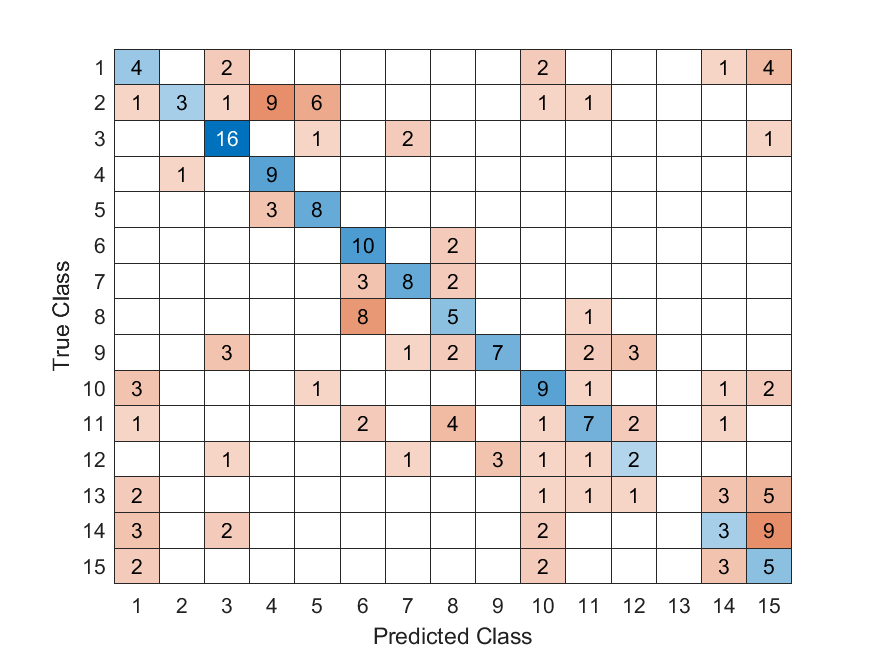 1 4 2 2 1 4
2 1 3 1 9 6 1 1
3 16 1 2 1
4 1 9
5 3 8
6 10 2
7 3 8 2
8 8 5 1
9 3 1 2 7 2 3
10 3 1 9 1 1 2
11 1 2 4 1 7 2 1
12 1 1 3 1 1 2
13 2 1 1 1 3 5
14 3 2 2 3 9
15 2 2 3 5
1 2 3 4 5 6 7 8 9 10 11 12 13 14 15
Predicted Class
True Class